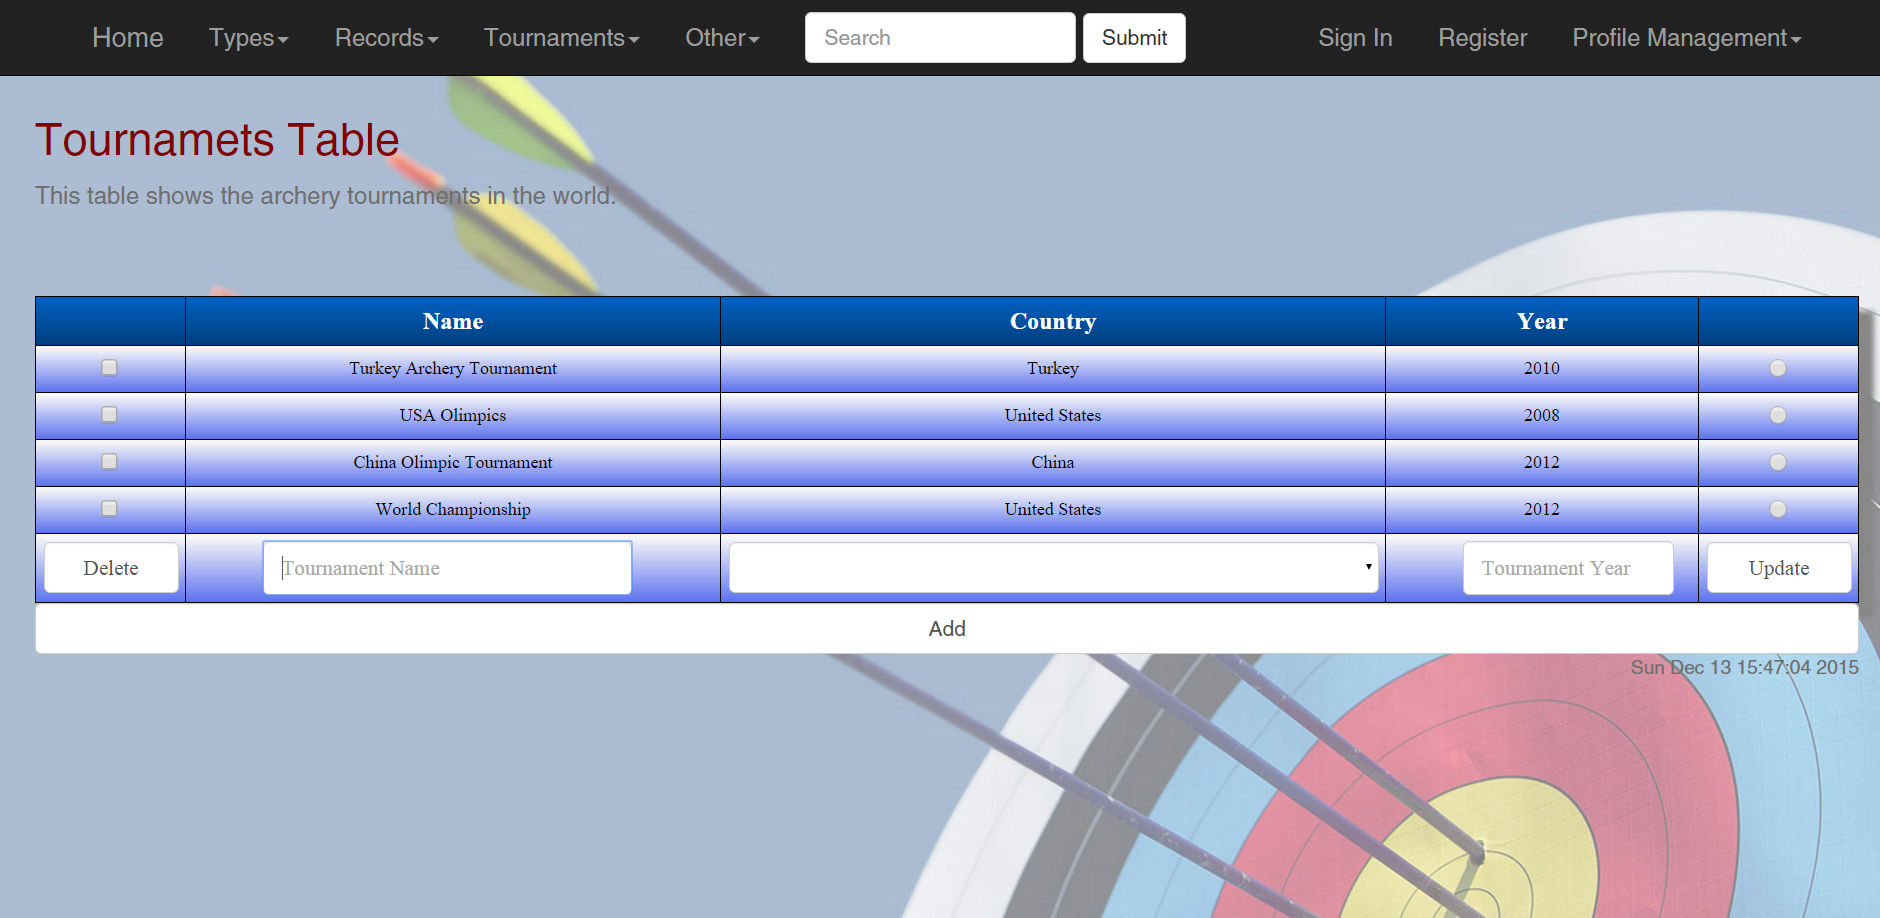 Home Types Records Tournaments Other Search Submit Sign In Register Profile Management
Tournamets Table
This table shows the archery tournaments in the world.
Name Country Year
Turkey Archery Tournament Turkey 2010
USA Olimpics United States 2008
China Olimpic Tournament China 2012
World Championship United States 2012
Delete Tournament Name Tournament Year Update
Add
Sun Dec 13 15:47:04 2015